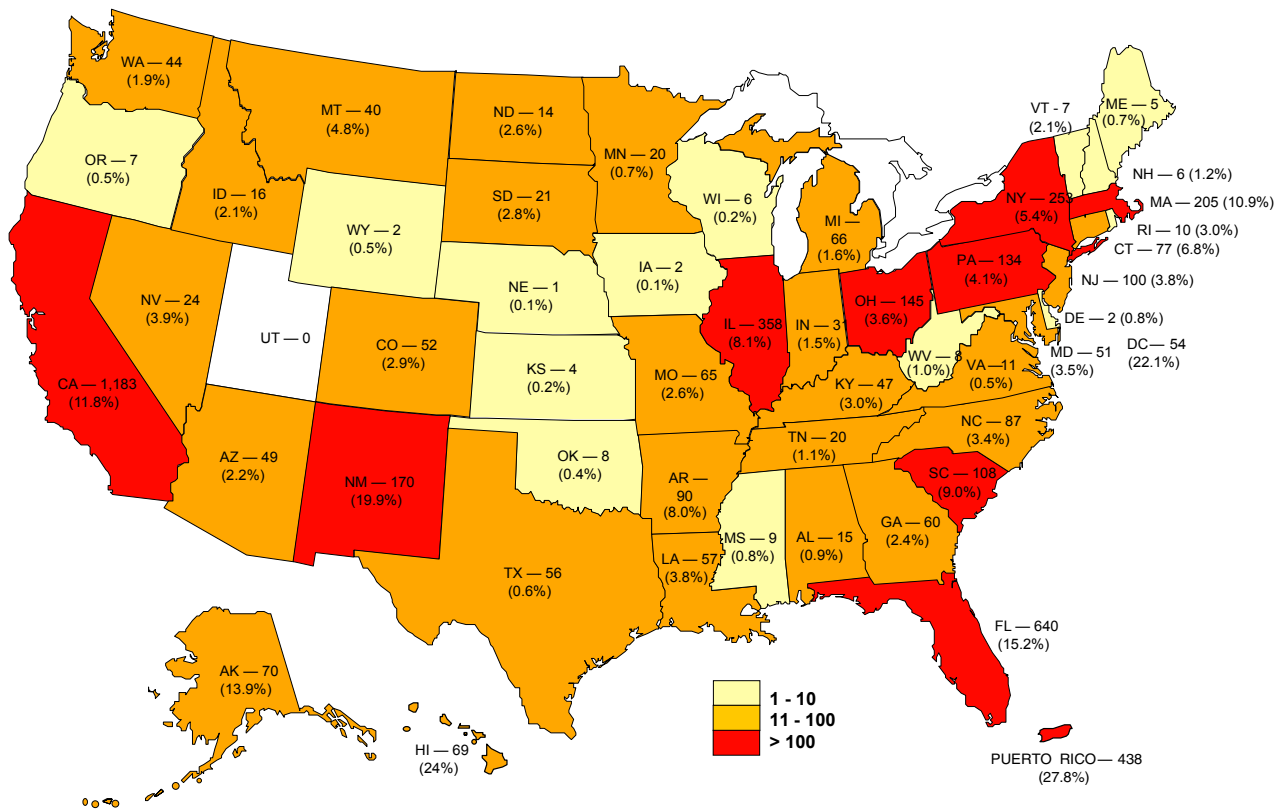 WA — 44
(1.9%)
MT — 40
(4.8%)
ND — 14
(2.6%)
MN — 20
(0.7%)
VT - 7
(2.1%)
ME — 5
(0.7%)
OR — 7
(0.5%)
ID — 16
(2.1%)
SD — 21
(2.8%)
WI — 6
(0.2%)
MI —
66
(1.6%)
NY — 253
(5.4%)
NH — 6 (1.2%)
MA — 205 (10.9%)
RI — 10 (3.0%)
CT — 77 (6.8%)
WY — 2
(0.5%)
IA — 2
(0.1%)
PA — 134
(4.1%)
NJ — 100 (3.8%)
NE — 1
(0.1%)
NV — 24
(3.9%)
UT — 0
CO — 52
(2.9%)
IL — 358
(8.1%)
IN — 31
(1.5%)
OH — 145
(3.6%)
DE — 2 (0.8%)
MD — 51
(3.5%)
DC — 54
(22.1%)
CA — 1,183
(11.8%)
KS — 4
(0.2%)
MO — 65
(2.6%)
KY — 47
(3.0%)
WV — 8
(1.0%)
VA —11
(0.5%)
AZ — 49
(2.2%)
NM — 170
(19.9%)
OK — 8
(0.4%)
AR —
90
(8.0%)
TN — 20
(1.1%)
NC — 87
(3.4%)
SC — 108
(9.0%)
TX — 56
(0.6%)
LA — 57
(3.8%)
MS — 9
(0.8%)
AL — 15
(0.9%)
GA — 60
(2.4%)
FL — 640
(15.2%)
AK — 70
(13.9%)
HI — 69
(24%)
1 - 10
11 - 100
> 100
PUERTO RICO — 438
(27.8%)